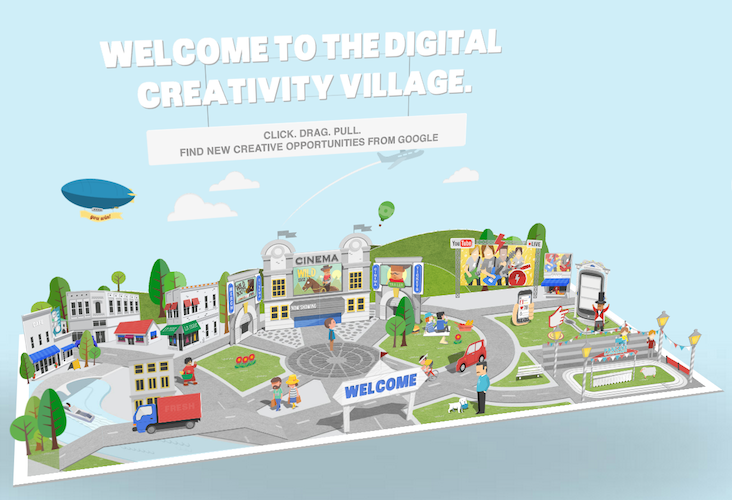 WELCOME TO THE DIGITAL
CREATIVITY VILLAGE.
CLICK. DRAG. PULL.
FIND NEW CREATIVE OPPORTUNITIES FROM GOOGLE
YouTube
LIVE
CINEMA
WILD
NOW SHOWING
WELCOME
FRESH